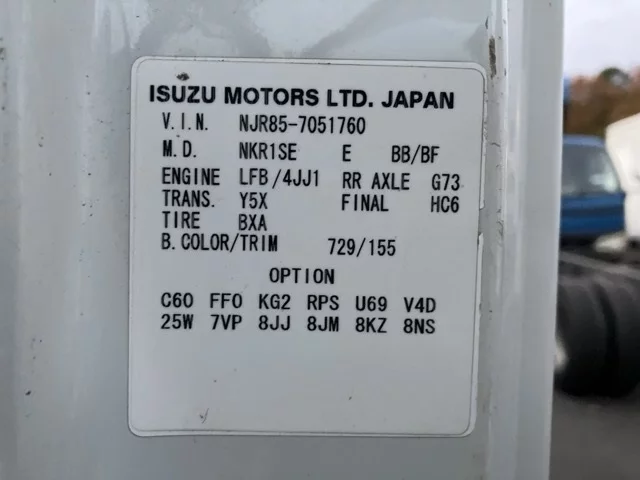 ISUZU MOTORS LTD. JAPAN
V.I.N. NJR85-7051760
M.D. NKR1SE E BB/BF
ENGINE LFB/4JJ1 RR AXLE G73
TRANS. Y5X FINAL HC6
TIRE BXA
B.COLOR/TRIM 729/155
OPTION
C60 FF0 KG2 RPS U69 V4D
25W 7VP 8JJ 8JM 8KZ 8NS